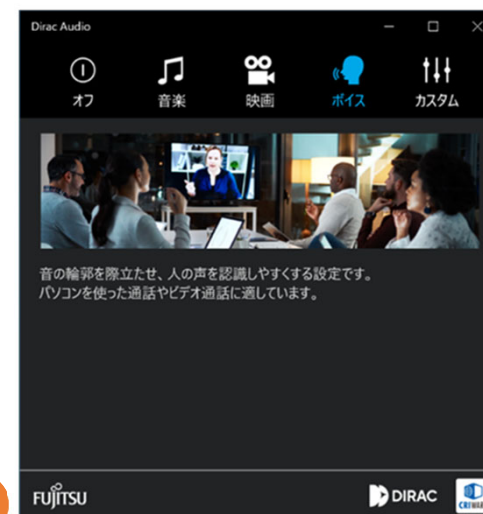 Dirac Audio
オフ
音楽
映画
ボイス
カスタム
音の輪郭を際立たせ、人の声を認識しやすくする設定です。
パソコンを使った通話やビデオ通話に適しています。
FUJITSU
DIRAC